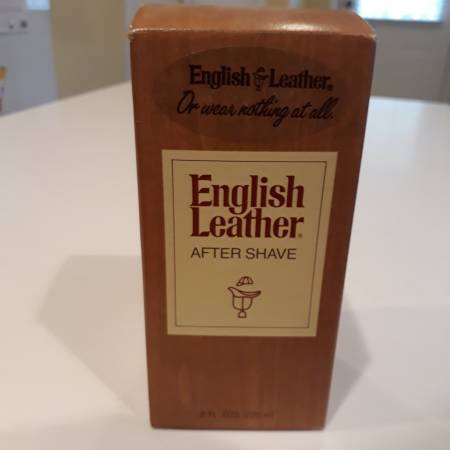 English Leather®
Or wear nothing at all.
English
Leather®
AFTER SHAVE